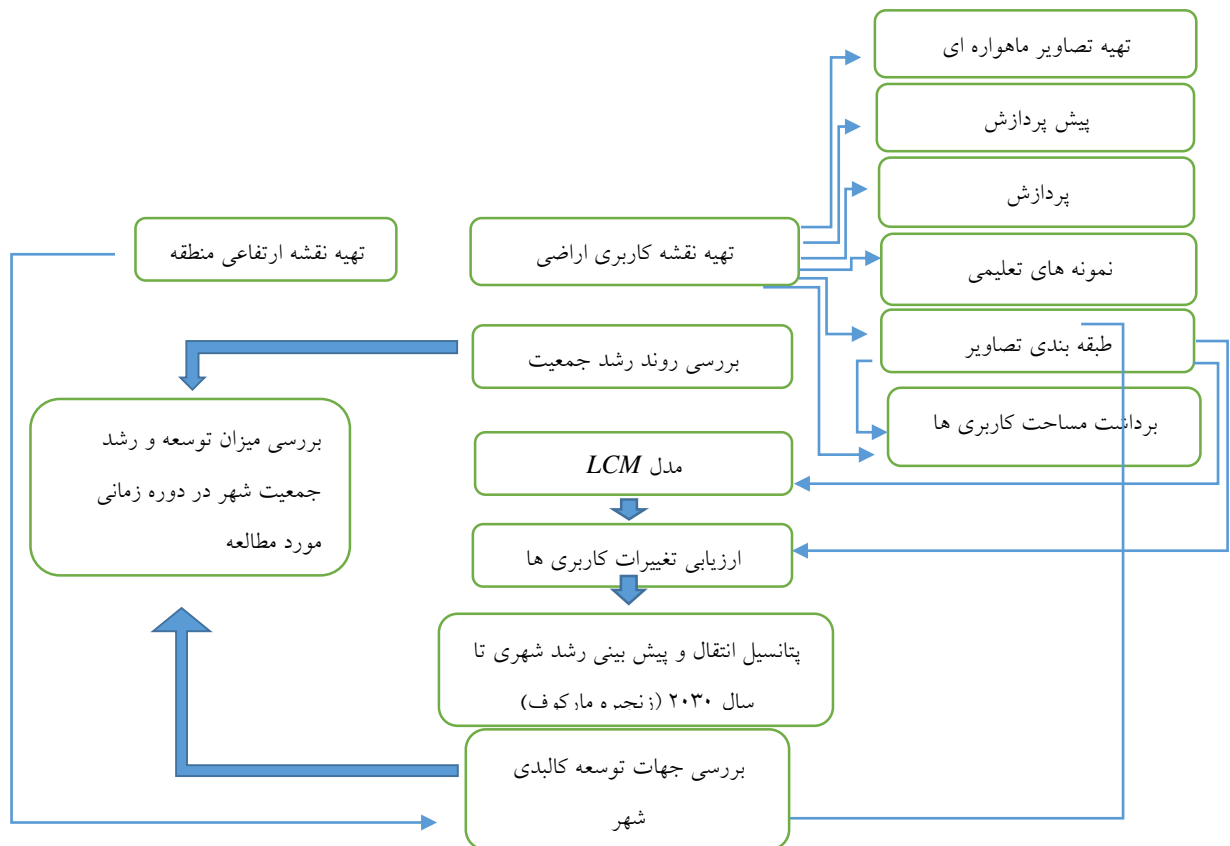 تهیه تصاویر ماهواره ای
پیش پردازش
پردازش
نمونه های تعلیمی
طبقه بندی تصاویر
برداشت مساحت کاربری ها
تهیه نقشه کاربری اراضی
تهیه نقشه ارتفاعی منطقه
بررسی روند رشد جمعیت
بررسی میزان توسعه و رشد
جمعیت شهر در دوره زمانی
مورد مطالعه
مدل LCM
ارزیابی تغییرات کاربری ها
پتانسیل انتقال و پیش بینی رشد شهری تا
سال ۲۰۳۰ (زنجیره مارکوف)
بررسی جهات توسعه کالبدی
شهر